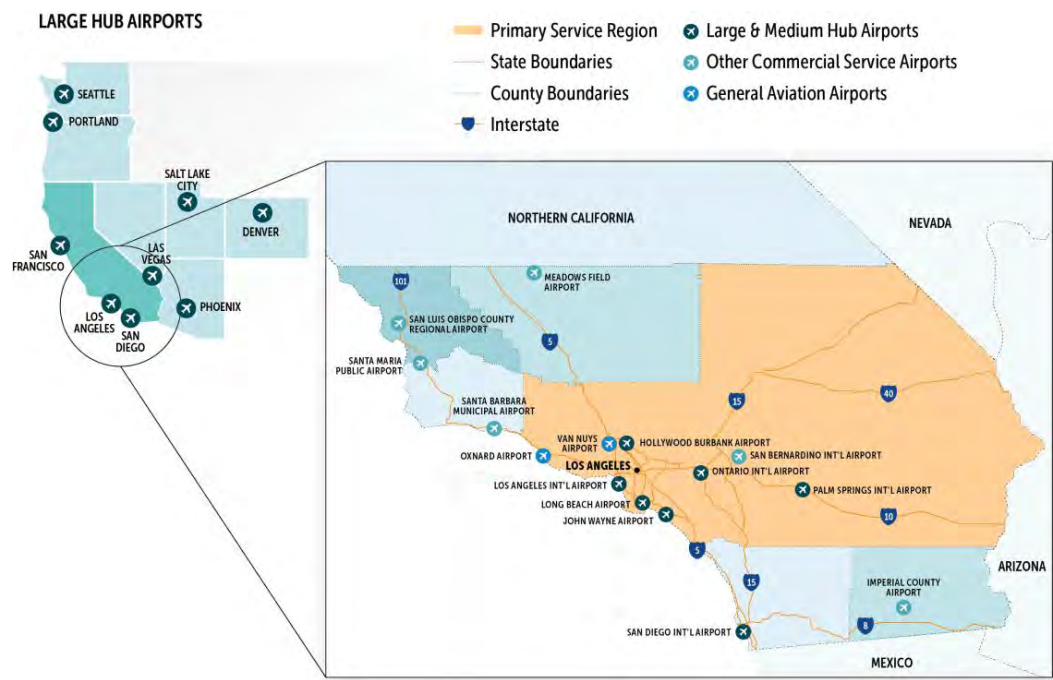 LARGE HUB AIRPORTS
Primary Service Region
State Boundaries
County Boundaries
Interstate
Large & Medium Hub Airports
Other Commercial Service Airports
General Aviation Airports
SEATTLE
PORTLAND
SALT LAKE
CITY
DENVER
SAN
FRANCISCO
LAS
VEGAS
LOS
ANGELES
SAN
DIEGO
PHOENIX
NORTHERN CALIFORNIA
NEVADA
101
MEADOWS FIELD
AIRPORT
SAN LUIS OBISPO COUNTY
REGIONAL AIRPORT
5
SANTA MARIA
PUBLIC AIRPORT
40
15
SANTA BARBARA
MUNICIPAL AIRPORT
VAN NUYS
AIRPORT
HOLLYWOOD BURBANK AIRPORT
OXNARD AIRPORT
SAN BERNARDINO INT'L AIRPORT
LOS ANGELES
ONTARIO INT'L AIRPORT
LOS ANGELES INT'L AIRPORT
PALM SPRINGS INT'L AIRPORT
LONG BEACH AIRPORT
JOHN WAYNE AIRPORT
10
5
ARIZONA
15
IMPERIAL COUNTY
AIRPORT
8
SAN DIEGO INT'L AIRPORT
MEXICO